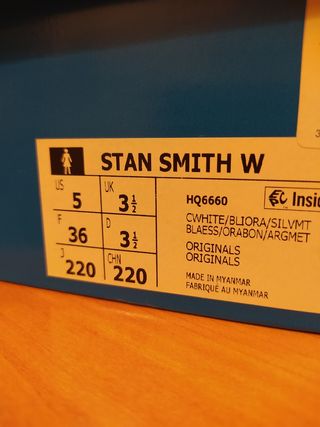 STAN SMITH W
US 5 UK 3½
F 36 D 3½
J 220 CHN 220
HQ6660
CWHITE/BLIORA/SILVMT
BLAESS/ORABON/ARGMET
ORIGINALS
ORIGINALS
MADE IN MYANMAR
FABRIQUÉ AU MYANMAR